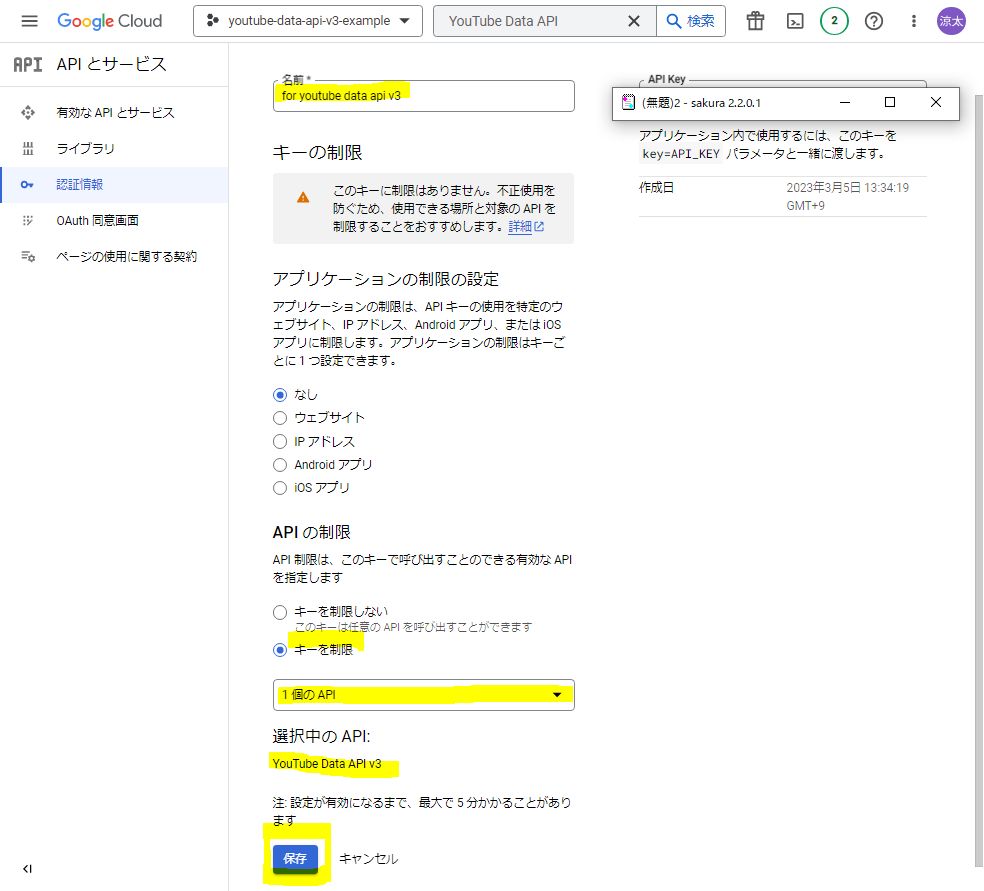 Google Cloud
youtube-data-api-v3-example
YouTube Data API
検索
2
涼太
API
API とサービス
有効な API とサービス
ライブラリ
認証情報
OAuth 同意画面
ページの使用に関する契約
名前 *
for youtube data api v3
キーの制限
このキーに制限はありません。不正使用を
防ぐため、使用できる場所と対象の API を
制限することをおすすめします。詳細
アプリケーションの制限の設定
アプリケーションの制限は、API キーの使用を特定のウ
ェブサイト、IP アドレス、Android アプリ、または iOS
アプリに制限します。アプリケーションの制限はキーご
とに 1 つ設定できます。
なし
ウェブサイト
IP アドレス
Android アプリ
iOS アプリ
API の制限
API 制限は、このキーで呼び出すことのできる有効な API
を指定します
キーを制限しない
このキーは任意の API を呼び出すことができます
キーを制限
1 個の API
選択中の API:
YouTube Data API v3
注: 設定が有効になるまで、最大で 5 分かかることがあり
ます
保存
キャンセル
API Key
(無題)2 - sakura 2.2.0.1
アプリケーション内で使用するには、このキーを
key=API_KEY パラメータと一緒に渡します。
作成日
2023年3月5日 13:34:19
GMT+9